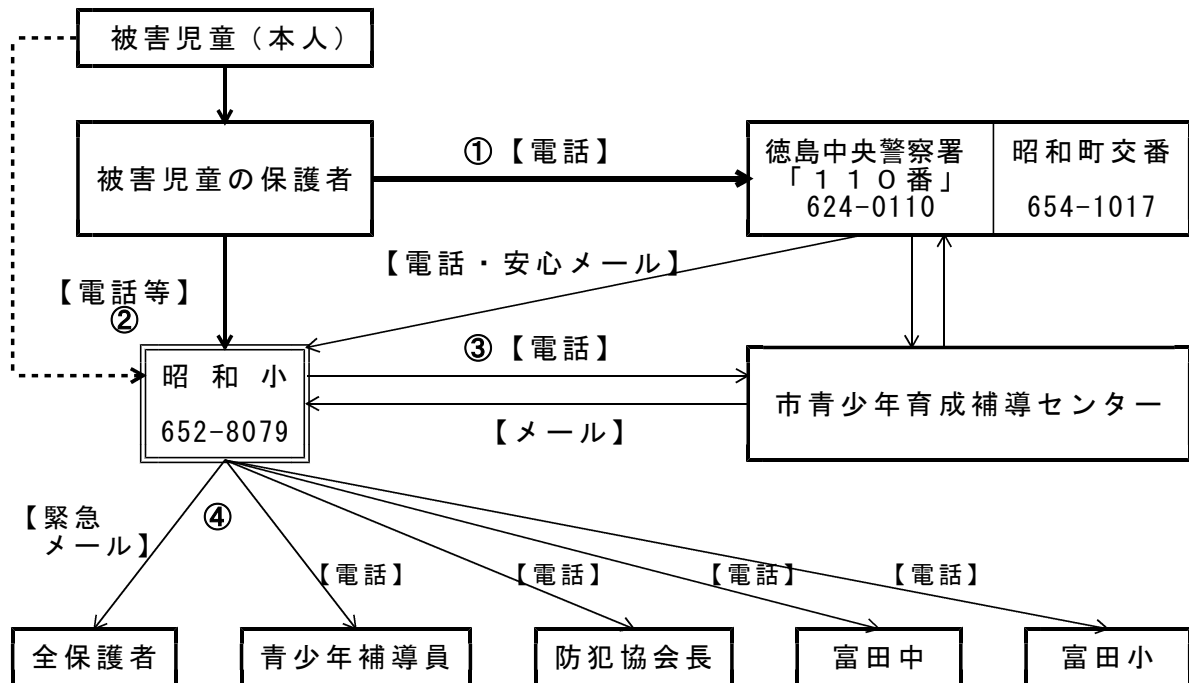 被害児童（本人）
被害児童の保護者
①【電話】
徳島中央警察署
「１１０番」
624-0110
昭和町交番
654-1017
【電話・安心メール】
【電話等】
②
昭和小
652-8079
③【電話】
【メール】
市青少年育成補導センター
④
【緊急
メール】
【電話】
【電話】
【電話】
【電話】
全保護者
青少年補導員
防犯協会長
富田中
富田小